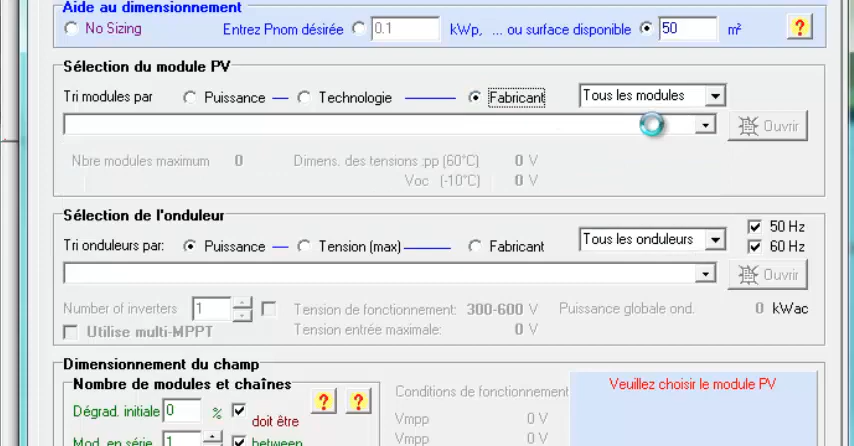 Aide au dimensionnement
No Sizing Entrez Pnom désirée 0.1 kWp, ... ou surface disponible 50 m² ?
Sélection du module PV
Tri modules par Puissance Technologie Fabricant Tous les modules
Ouvrir
Nbre modules maximum 0 Dimens. des tensions :pp (60°C) 0 V
Voc (-10°C) 0 V
Sélection de l'onduleur
50 Hz
Tri onduleurs par: Puissance Tension (max) Fabricant Tous les onduleurs
60 Hz
Ouvrir
Number of inverters 1 Tension de fonctionnement: 300-600 V Puissance globale ond. 0 kWac
Utilise multi-MPPT Tension entrée maximale: 0 V
Dimensionnement du champ
Nombre de modules et chaînes
Veuillez choisir le module PV
Conditions de fonctionnement
? ?
Dégrad. initiale 0 % doit être
Vmpp 0 V
Mod. en série 1 between
Vmpp 0 V